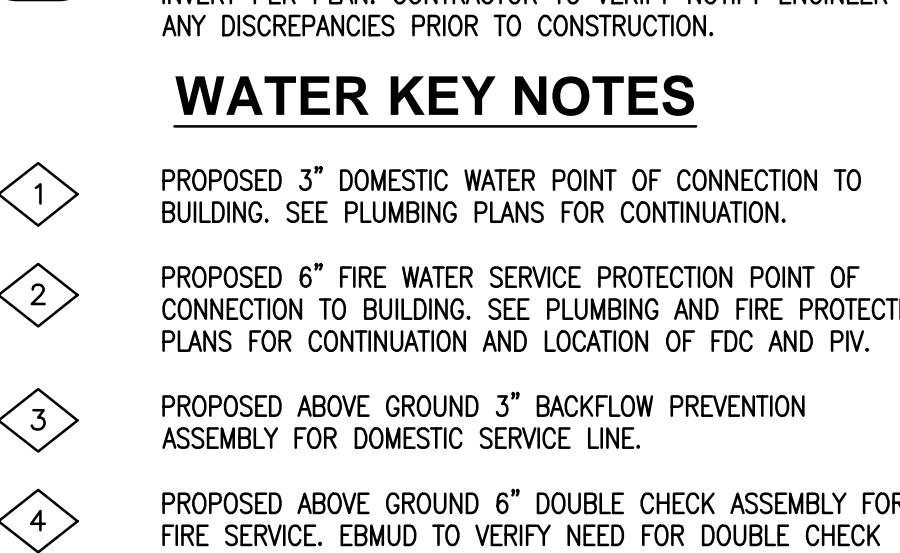 INVERT PER PLAN. CONTRACTOR TO VERIFY NOTIFY ENGINEER
ANY DISCREPANCIES PRIOR TO CONSTRUCTION.
WATER KEY NOTES
1 PROPOSED 3" DOMESTIC WATER POINT OF CONNECTION TO
BUILDING. SEE PLUMBING PLANS FOR CONTINUATION.
2 PROPOSED 6" FIRE WATER SERVICE PROTECTION POINT OF
CONNECTION TO BUILDING. SEE PLUMBING AND FIRE PROTECTI
PLANS FOR CONTINUATION AND LOCATION OF FDC AND PIV.
3 PROPOSED ABOVE GROUND 3" BACKFLOW PREVENTION
ASSEMBLY FOR DOMESTIC SERVICE LINE.
4 PROPOSED ABOVE GROUND 6" DOUBLE CHECK ASSEMBLY FOR
FIRE SERVICE. EBMUD TO VERIFY NEED FOR DOUBLE CHECK